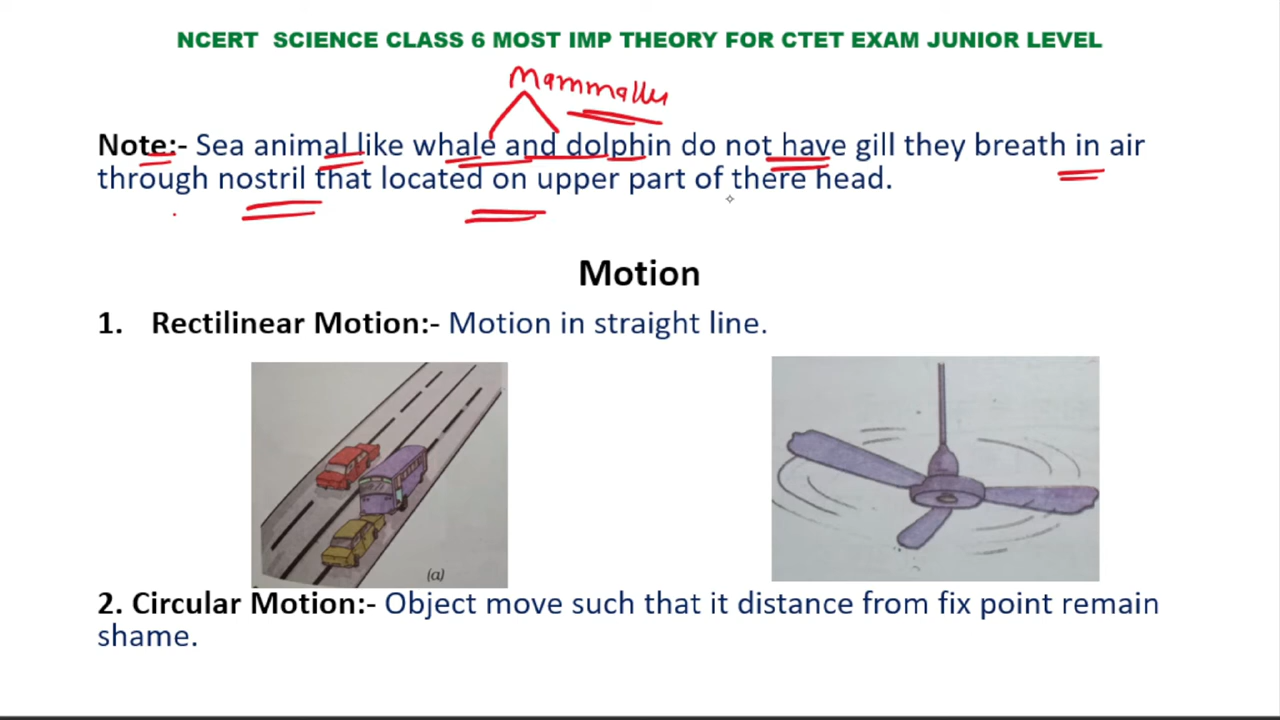 NCERT SCIENCE CLASS 6 MOST IMP THEORY FOR CTET EXAM JUNIOR LEVEL
Mammalles
Note:- Sea animal like whale and dolphin do not have gill they breath in air
through nostril that located on upper part of there head.
Motion
1. Rectilinear Motion:- Motion in straight line.
(a)
2. Circular Motion:- Object move such that it distance from fix point remain
shame.